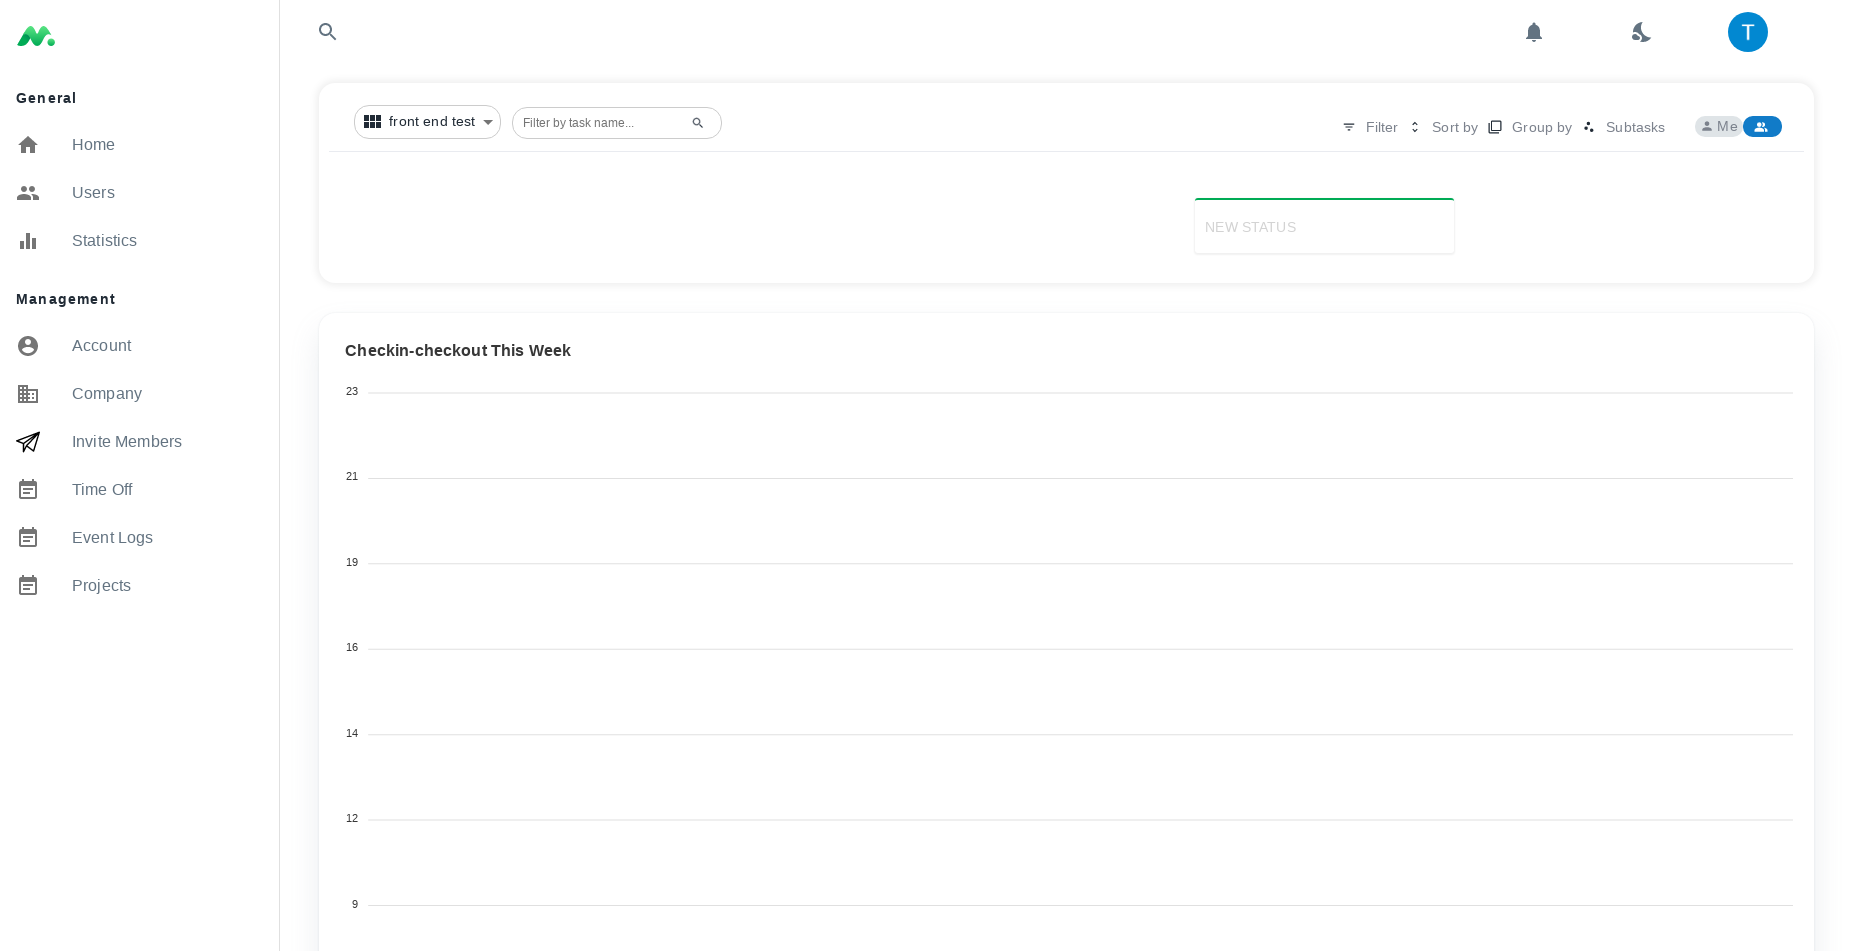 T
General
Home
Users
Statistics
Management
Account
Company
Invite Members
Time Off
Event Logs
Projects
front end test
Filter by task name...
Filter
Sort by
Group by
Subtasks
Me
NEW STATUS
Checkin-checkout This Week
23
21
19
16
14
12
9